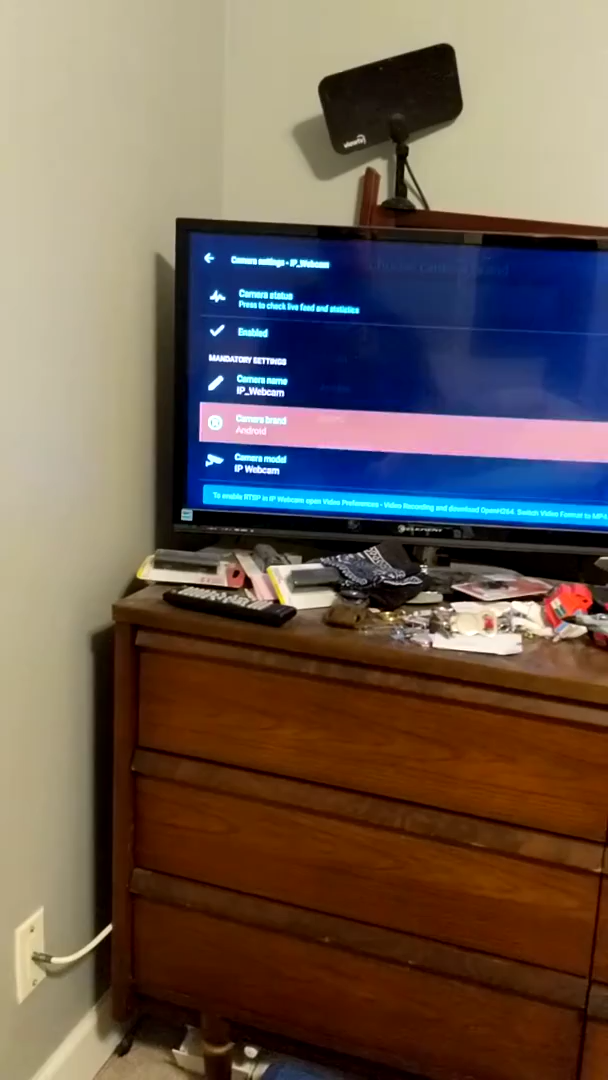 Camera settings - IP_Webcam
Camera status
Press to check live feed and statistics
Enabled
MANDATORY SETTINGS
Camera name
IP_Webcam
Camera brand
Android
Camera model
IP Webcam
To enable RTSP in IP Webcam open Video Preferences - Video Recording and download OpenH264. Switch Video Format to MP4
ELEMENT